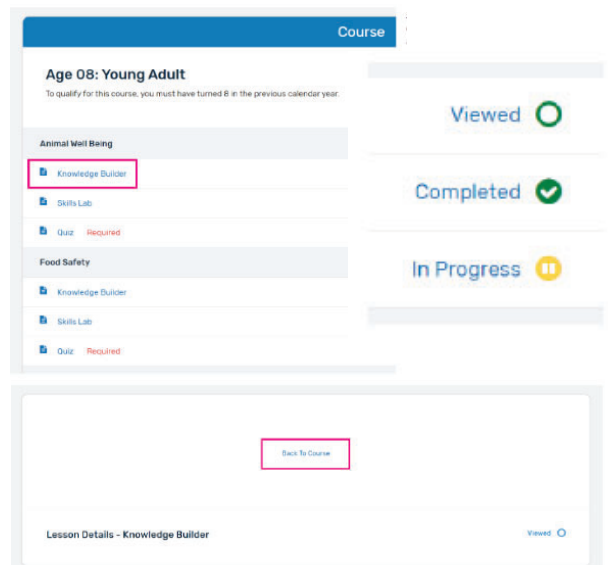 Course
Age 08: Young Adult
To qualify for this course, you must have turned 8 in the previous calendar year.
Animal Well Being
Knowledge Builder
Skills Lab
Quiz Required
Food Safety
Knowledge Builder
Skills Lab
Quiz Required
Viewed
Completed
In Progress
Back To Course
Lesson Details - Knowledge Builder
Viewed